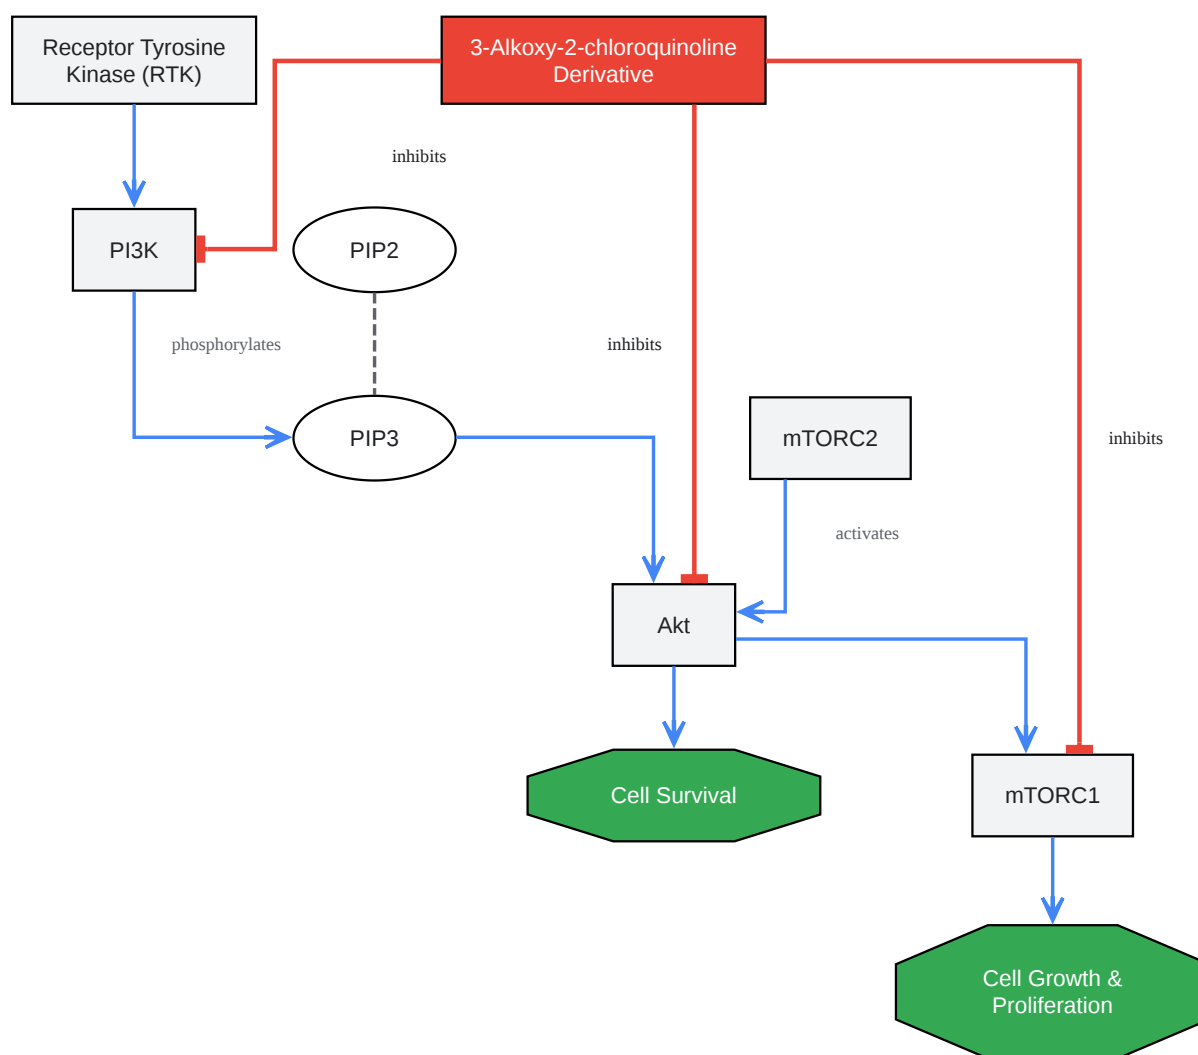 Receptor Tyrosine
Kinase (RTK)
3-Alkoxy-2-chloroquinoline
Derivative
inhibits
PI3K
PIP2
phosphorylates
inhibits
PIP3
mTORC2
inhibits
activates
Akt
Cell Survival
mTORC1
Cell Growth &
Proliferation